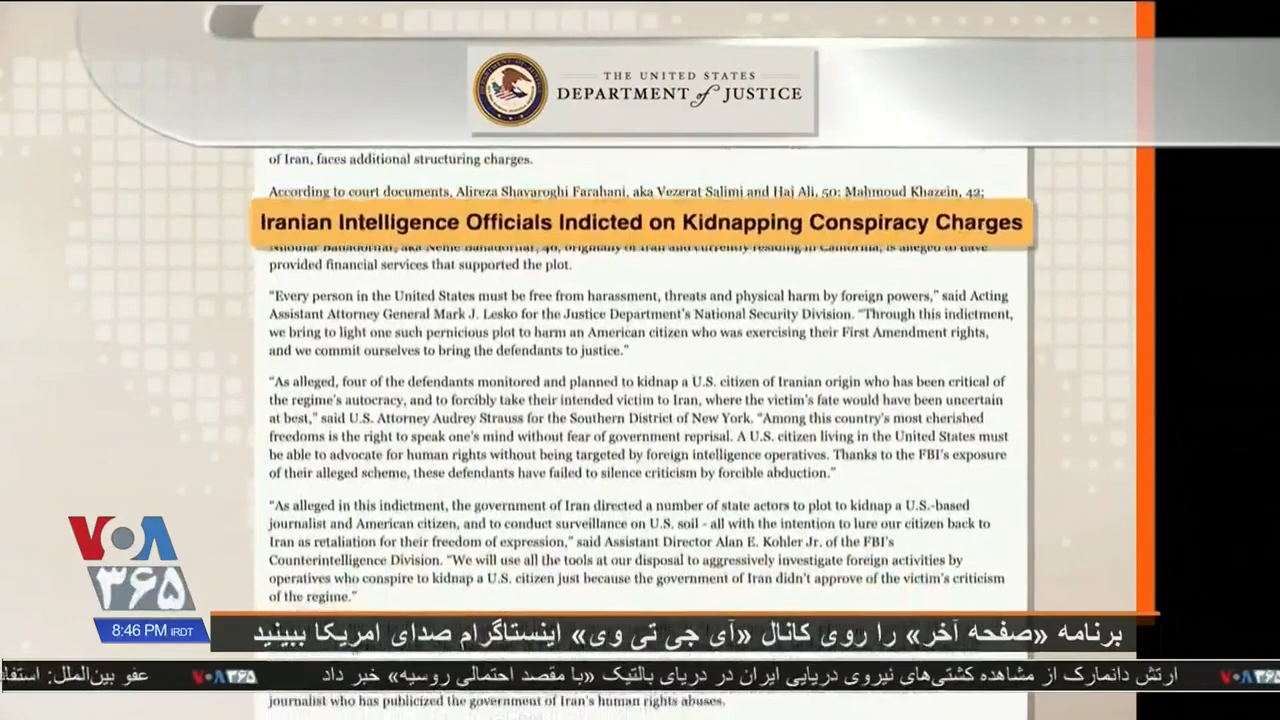 THE UNITED STATES
DEPARTMENT of JUSTICE
of Iran, faces additional structuring charges.
According to court documents, Alireza Shavaroghi Farahani, aka Vezerat Salimi and Haj Ali, 50; Mahmoud Khazein, 42;
Iranian Intelligence Officials Indicted on Kidnapping Conspiracy Charges
originally of Iran and currently residing in California, is alleged to have
provided financial services that supported the plot.
“Every person in the United States must be free from harassment, threats and physical harm by foreign powers,” said Acting
Assistant Attorney General Mark J. Lesko for the Justice Department’s National Security Division. “Through this indictment,
we bring to light one such pernicious plot to harm an American citizen who was exercising their First Amendment rights,
and we commit ourselves to bring the defendants to justice.”
“As alleged, four of the defendants monitored and planned to kidnap a U.S. citizen of Iranian origin who has been critical of
the regime’s autocracy, and to forcibly take their intended victim to Iran, where the victim’s fate would have been uncertain
at best,” said U.S. Attorney Audrey Strauss for the Southern District of New York. “Among this country’s most cherished
freedoms is the right to speak one’s mind without fear of government reprisal. A U.S. citizen living in the United States must
be able to advocate for human rights without being targeted by foreign intelligence operatives. Thanks to the FBI’s exposure
of their alleged scheme, these defendants have failed to silence criticism by forcible abduction.”
“As alleged in this indictment, the government of Iran directed a number of state actors to plot to kidnap a U.S.-based
journalist and American citizen, and to conduct surveillance on U.S. soil - all with the intention to lure our citizen back to
Iran as retaliation for their freedom of expression,” said Assistant Director Alan E. Kohler Jr. of the FBI’s
Counterintelligence Division. “We will use all the tools at our disposal to aggressively investigate foreign activities by
operatives who conspire to kidnap a U.S. citizen just because the government of Iran didn’t approve of the victim’s criticism
of the regime.”
VOA
۳۶۵
8:46 PM IRDT
برنامه «صفحه آخر» را روی کانال «آی جی تی وی» اینستاگرام صدای امریکا ببینید
VOA۳۶۵ ارتش دانمارک از مشاهده کشتی‌های نیروی دریایی ایران در دریای بالتیک «با مقصد احتمالی روسیه» خبر داد VOA۳۶۵ عفو بین‌الملل:
journalist who has publicized the government of Iran’s human rights abuses.